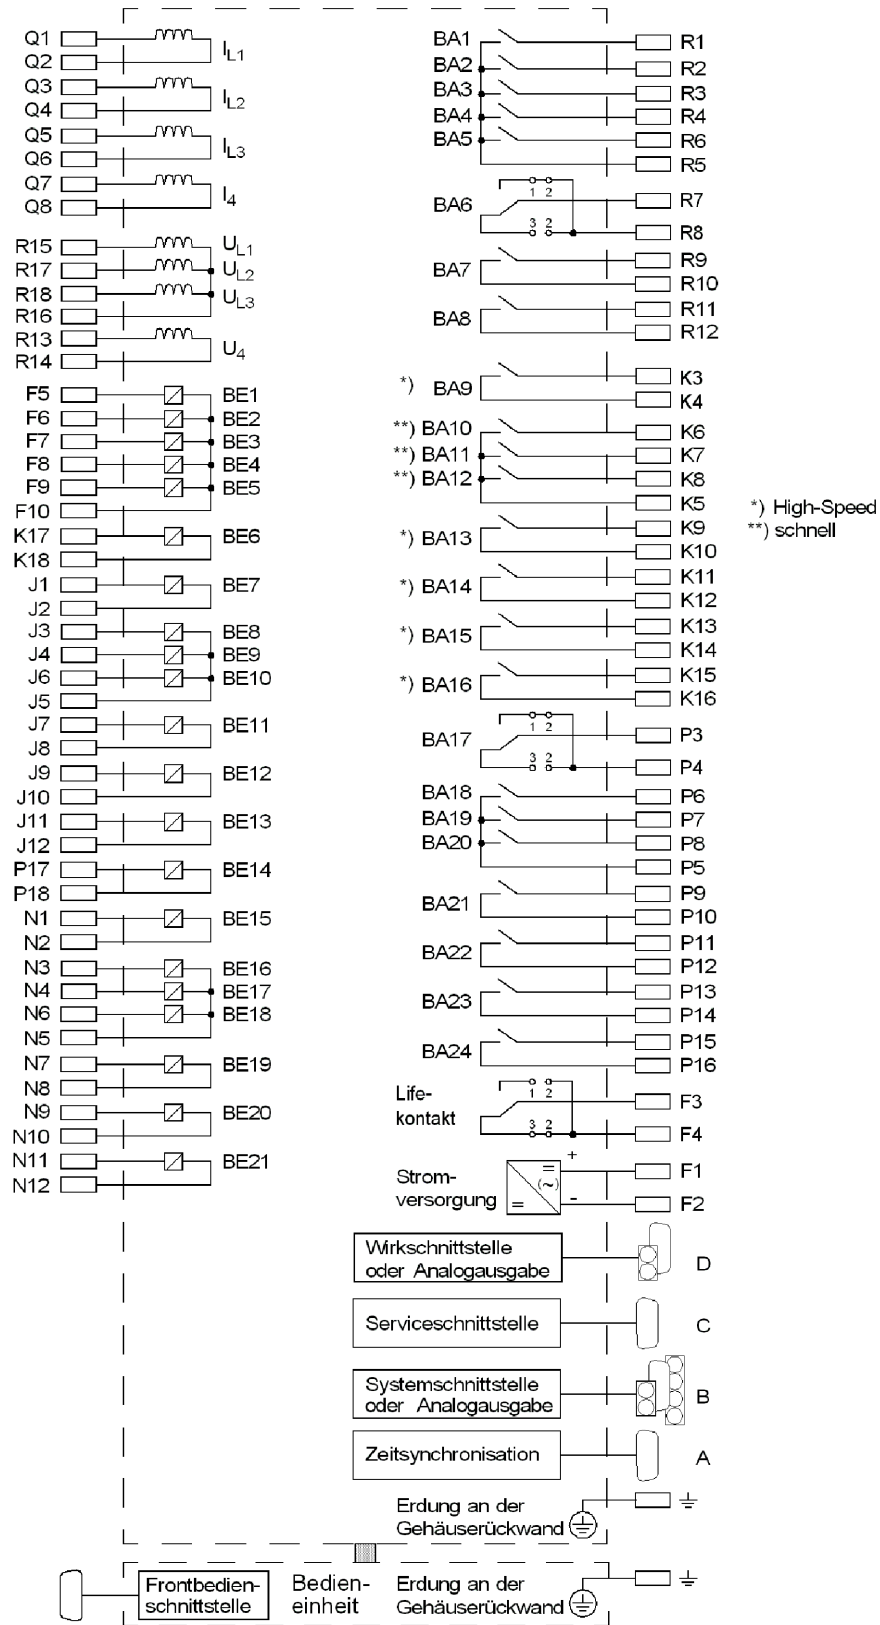 Q1
Q2
I L1
Q3
Q4
I L2
Q5
Q6
I L3
Q7
Q8
I 4
R15 U L1
R17 U L2
R18 U L3
R16
R13
R14
U 4
F5 BE1
F6 BE2
F7 BE3
F8 BE4
F9 BE5
F10
K17 BE6
K18
J1 BE7
J2
J3 BE8
J4 BE9
J6 BE10
J5
J7 BE11
J8
J9 BE12
J10
J11 BE13
J12
P17 BE14
P18
N1 BE15
N2
N3 BE16
N4 BE17
N6 BE18
N5
N7 BE19
N8
N9 BE20
N10
N11 BE21
N12
BA1 R1
BA2 R2
BA3 R3
BA4 R4
BA5 R6
R5
1 2
BA6 R7
3 2
R8
BA7 R9
R10
BA8 R11
R12
*) BA9 K3
K4
**) BA10 K6
**) BA11 K7
**) BA12 K8
K5
*) High-Speed
**) schnell
*) BA13 K9
K10
*) BA14 K11
K12
*) BA15 K13
K14
*) BA16 K15
K16
1 2
BA17 P3
3 2
P4
BA18 P6
BA19 P7
BA20 P8
P5
BA21 P9
P10
BA22 P11
P12
BA23 P13
P14
BA24 P15
P16
Life-
kontakt
1 2
F3
3 2
F4
Strom-
versorgung
= (~) =
+ F1
- F2
Wirkschnittstelle
oder Analogausgabe
D
Serviceschnittstelle
C
Systemschnittstelle
oder Analogausgabe
B
Zeitsynchronisation
A
Erdung an der
Gehäuserückwand
Frontbedien-
schnittstelle
Bedien-
einheit
Erdung an der
Gehäuserückwand